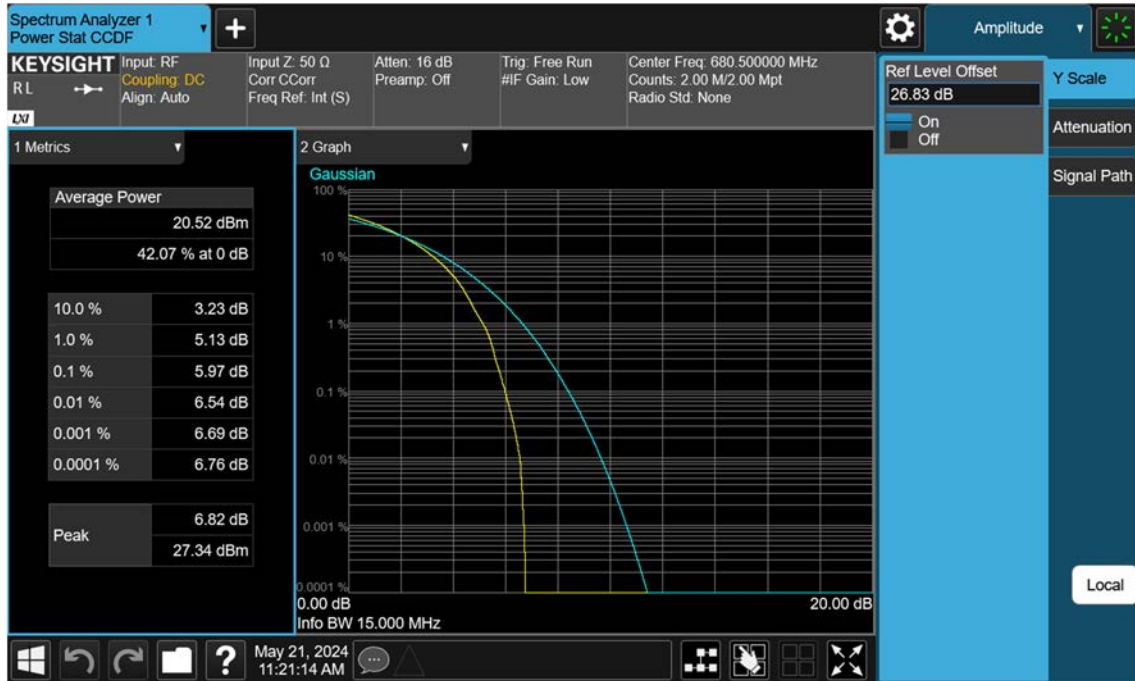 Spectrum Analyzer 1
Power Stat CCDF
Amplitude
KEYSIGHT
R L
LXI
Input: RF
Coupling: DC
Align: Auto
Input Z: 50 Ω
Corr CCorr
Freq Ref: Int (S)
Atten: 16 dB
Preamp: Off
Trig: Free Run
#IF Gain: Low
Center Freq: 680.500000 MHz
Counts: 2.00 M/2.00 Mpt
Radio Std: None
Ref Level Offset
26.83 dB
On
Off
Y Scale
Attenuation
Signal Path
1 Metrics
Average Power
20.52 dBm
42.07 % at 0 dB
10.0 % 3.23 dB
1.0 % 5.13 dB
0.1 % 5.97 dB
0.01 % 6.54 dB
0.001 % 6.69 dB
0.0001 % 6.76 dB
Peak
6.82 dB
27.34 dBm
2 Graph
Gaussian
100 %
10 %
1 %
0.1 %
0.01 %
0.001 %
0.0001 %
0.00 dB 20.00 dB
Info BW 15.000 MHz
Local
?
May 21, 2024
11:21:14 AM